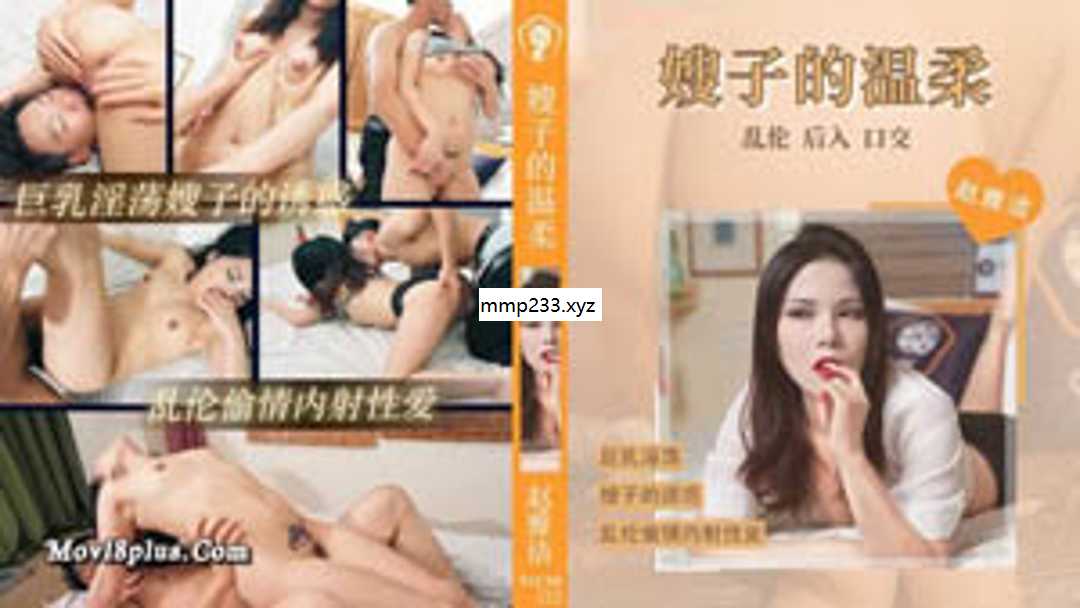 巨乳淫荡嫂子的诱惑
乱伦偷情内射性爱
Movi8plus.Com
嫂子的温柔
mmp233.xyz
嫂子的温柔
乱伦 后入 口交
巨乳淫荡
嫂子的诱惑
乱伦偷情内射性爱